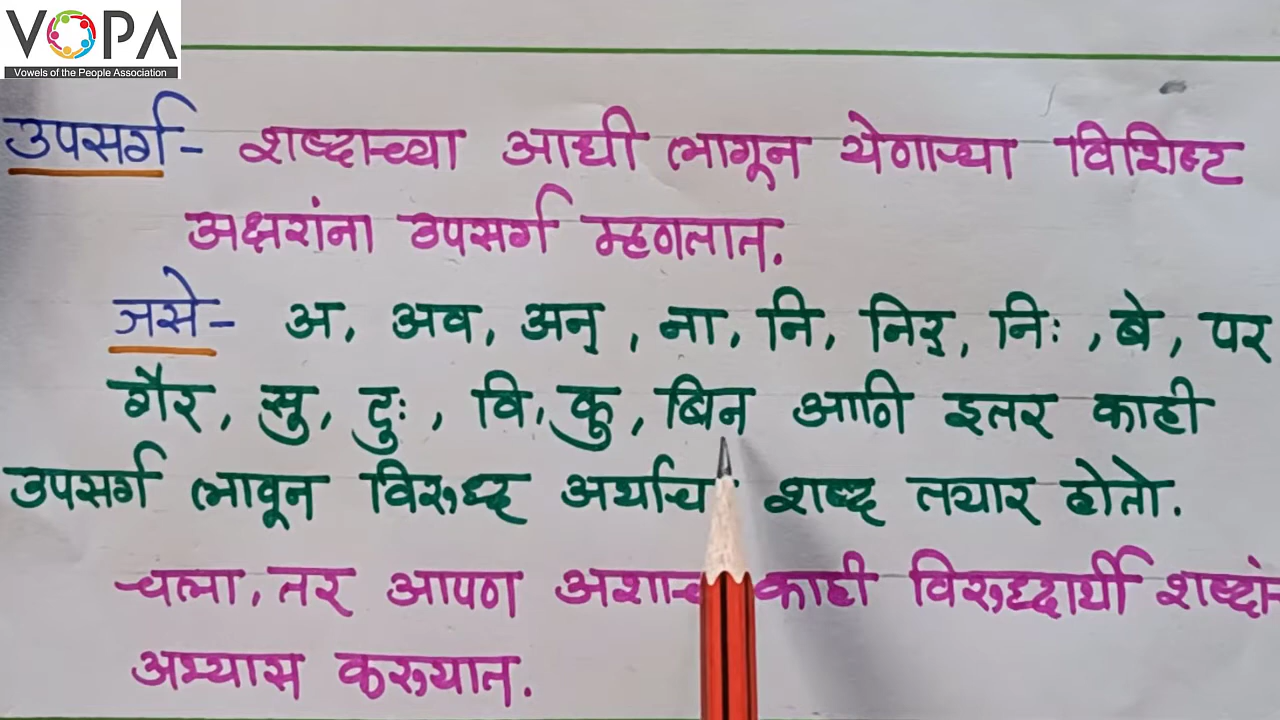 VOPA
Vowels of the People Association
उपसर्ग- शब्दाच्या आधी लागून येणाऱ्या विशिष्ट
अक्षरांना उपसर्ग म्हणतात.
जसे- अ, अव, अन्, ना, नि, निर्, निः, बे, पर
गैर, सु, दुः, वि, कु, बिन आणि इतर काही
उपसर्ग लावून विरुद्ध अर्थाचा शब्द तयार होतो.
चला, तर आपण अशाच काही विरुद्धार्थी
अभ्यास करूयात.